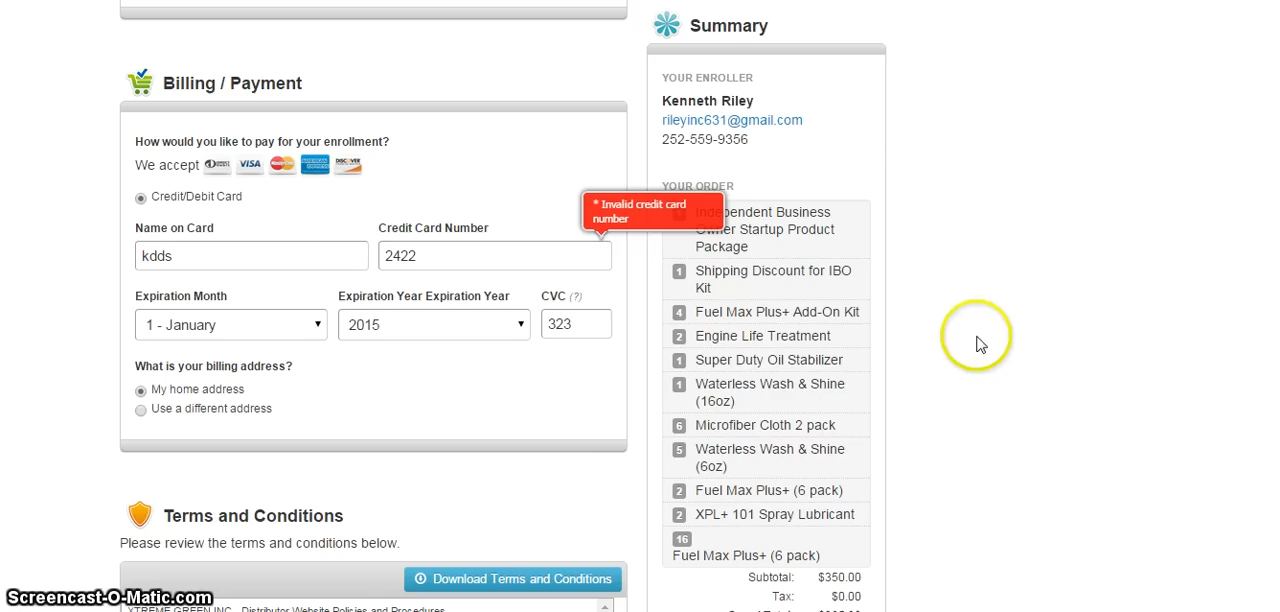 Summary
YOUR ENROLLER
Kenneth Riley
rileyinc631@gmail.com
252-559-9356
Billing / Payment
How would you like to pay for your enrollment?
We accept VISA MasterCard AMERICAN EXPRESS DISCOVER
Credit/Debit Card
Name on Card
Credit Card Number
* Invalid credit card
number
kdds
2422
Expiration Month
Expiration Year Expiration Year
CVC (?)
1 - January
2015
323
What is your billing address?
My home address
Use a different address
YOUR ORDER
Independent Business
Owner Startup Product
Package
1 Shipping Discount for IBO
Kit
4 Fuel Max Plus+ Add-On Kit
2 Engine Life Treatment
1 Super Duty Oil Stabilizer
1 Waterless Wash & Shine
(16oz)
6 Microfiber Cloth 2 pack
5 Waterless Wash & Shine
(6oz)
2 Fuel Max Plus+ (6 pack)
2 XPL+ 101 Spray Lubricant
16
Fuel Max Plus+ (6 pack)
Subtotal: $350.00
Tax: $0.00
Terms and Conditions
Please review the terms and conditions below.
Download Terms and Conditions
XTREME GREEN INC. Distributor Website Policies and Procedures
Screencast-O-Matic.com